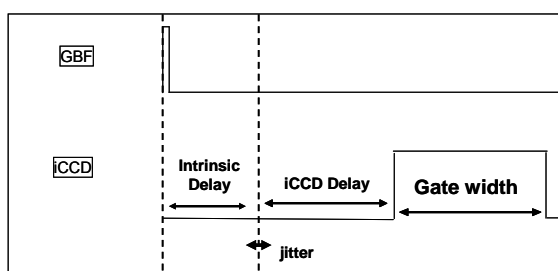 GBF
iCCD
Intrinsic
Delay
iCCD Delay
Gate width
jitter